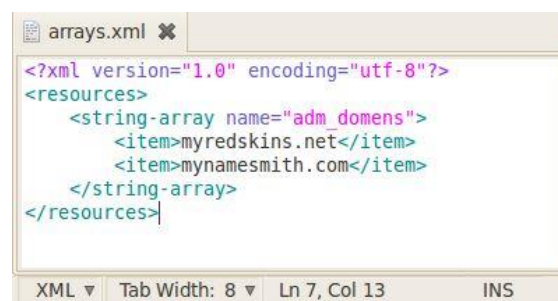 arrays.xml ✖
<?xml version="1.0" encoding="utf-8"?>
<resources>
    <string-array name="adm_domens">
        <item>myredskins.net</item>
        <item>mynamesmith.com</item>
    </string-array>
</resources>
XML ▾ Tab Width: 8 ▾ Ln 7, Col 13 INS